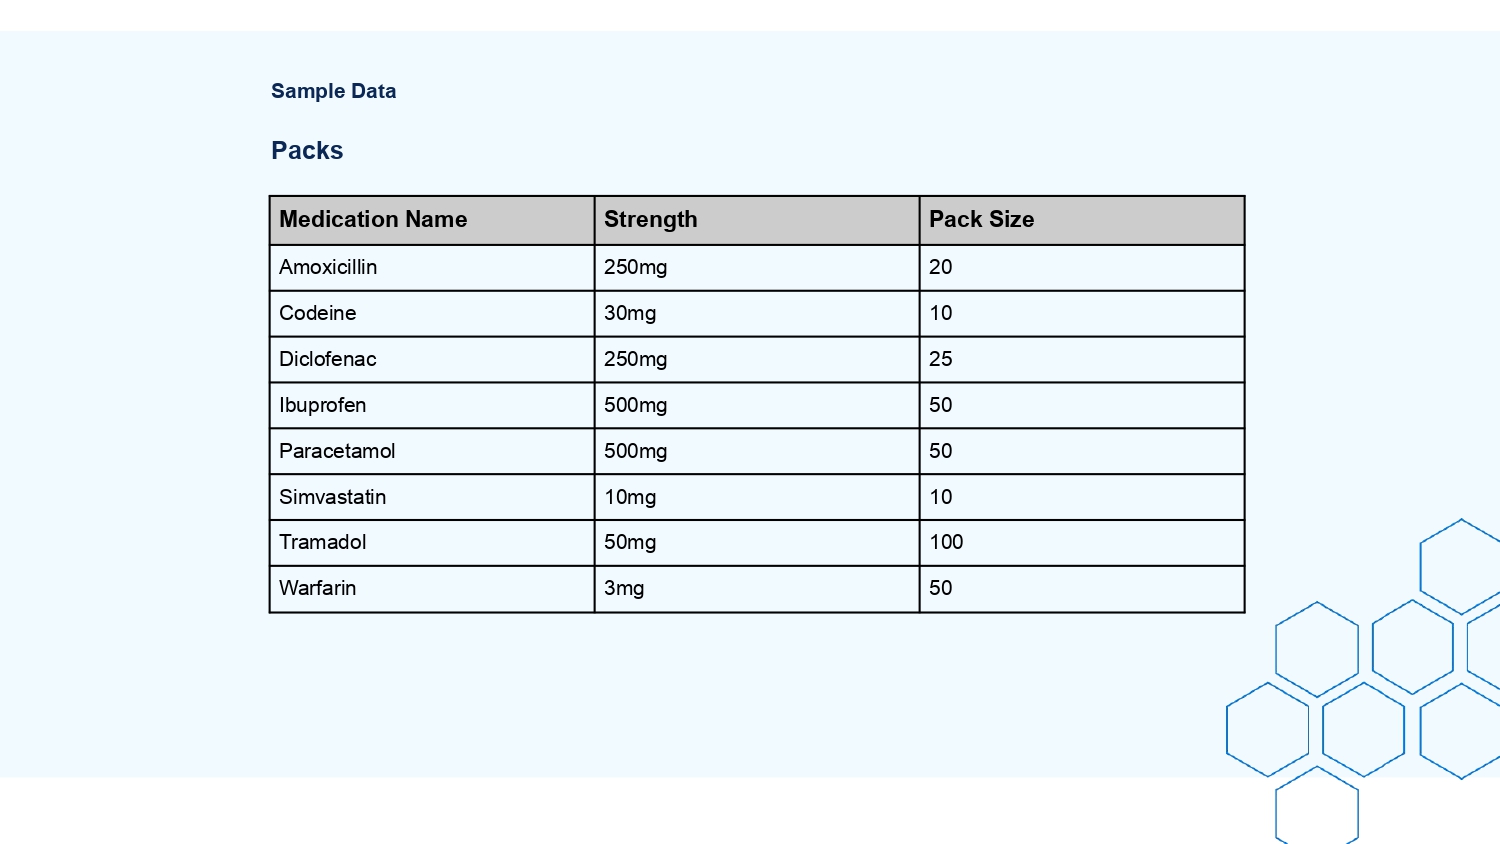 Sample Data
Packs
Medication Name Strength Pack Size
Amoxicillin 250mg 20
Codeine 30mg 10
Diclofenac 250mg 25
Ibuprofen 500mg 50
Paracetamol 500mg 50
Simvastatin 10mg 10
Tramadol 50mg 100
Warfarin 3mg 50